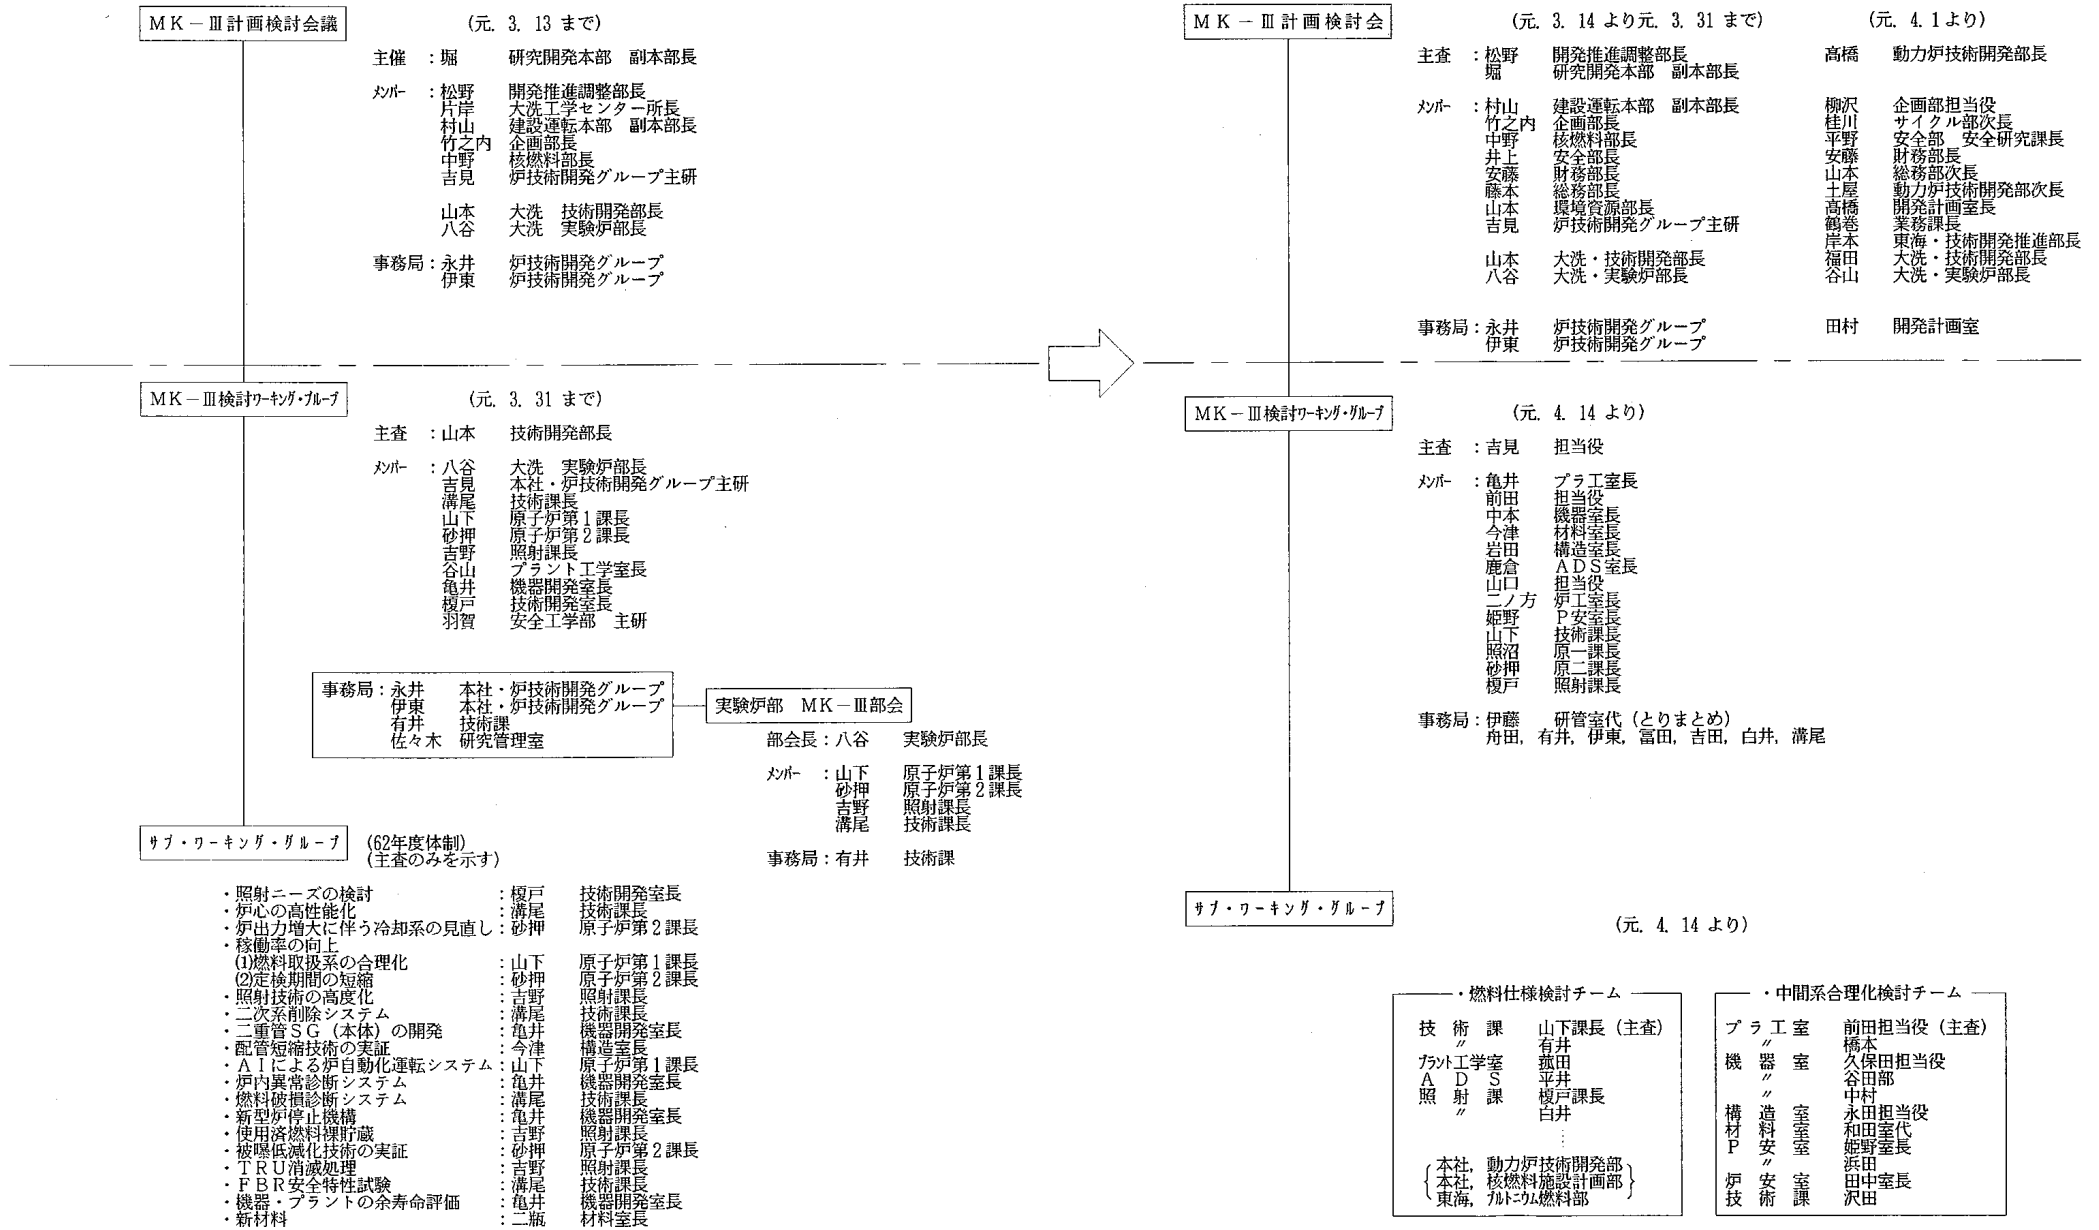 MK－Ⅲ計画検討会議
(元. 3. 13 まで)
主催 ：堀 研究開発本部 副本部長
メンバー ：松野 開発推進調整部長
片岸 大洗工学センター所長
村山 建設運転本部 副本部長
竹之内 企画部長
中野 核燃料部長
吉見 炉技術開発グループ主研
山本 大洗 技術開発部長
八谷 大洗 実験炉部長
事務局：永井 炉技術開発グループ
伊東 炉技術開発グループ
MK－Ⅲ検討ワーキング・グループ
(元. 3. 31 まで)
主査 ：山本 技術開発部長
メンバー ：八谷 大洗 実験炉部長
吉見 本社・炉技術開発グループ主研
溝尾 技術課長
山下 原子炉第1課長
砂押 原子炉第2課長
吉野 照射課長
谷山 プラント工学室長
亀井 機器開発室長
榎戸 技術開発室長
羽賀 安全工学部 主研
事務局：永井 本社・炉技術開発グループ
伊東 本社・炉技術開発グループ
有井 技術課
佐々木 研究管理室
実験炉部 MK－Ⅲ部会
部会長：八谷 実験炉部長
メンバー ：山下 原子炉第1課長
砂押 原子炉第2課長
吉野 照射課長
溝尾 技術課長
事務局：有井 技術課
サブ・ワーキング・グループ
(62年度体制)
(主査のみを示す)
・照射ニーズの検討 ：榎戸 技術開発室長
・炉心の高性能化 ：溝尾 技術課長
・炉出力増大に伴う冷却系の見直し：砂押 原子炉第2課長
・稼働率の向上
(1)燃料取扱系の合理化 ：山下 原子炉第1課長
(2)定検期間の短縮 ：砂押 原子炉第2課長
・照射技術の高度化 ：吉野 照射課長
・二次系削除システム ：溝尾 技術課長
・二重管SG（本体）の開発 ：亀井 機器開発室長
・配管短縮技術の実証 ：今津 構造室長
・AIによる炉自動化運転システム：山下 原子炉第1課長
・炉内異常診断システム ：亀井 機器開発室長
・燃料破損診断システム ：溝尾 技術課長
・新型炉停止機構 ：亀井 機器開発室長
・使用済燃料裸貯蔵 ：吉野 照射課長
・被曝低減化技術の実証 ：砂押 原子炉第2課長
・TRU消滅処理 ：吉野 照射課長
・FBR安全特性試験 ：溝尾 技術課長
・機器・プラントの余寿命評価 ：亀井 機器開発室長
・新材料 ：二瓶 材料室長
MK－Ⅲ計画検討会
(元. 3. 14 より元. 3. 31 まで) (元. 4. 1 より)
主査 ：松野 開発推進調整部長 高橋 動力炉技術開発部長
堀 研究開発本部 副本部長
メンバー ：村山 建設運転本部 副本部長 柳沢 企画部担当役
竹之内 企画部長 桂川 サイクル部次長
中野 核燃料部長 平野 安全部 安全研究課長
井上 安全部長 安藤 財務部長
安藤 財務部長 山本 総務部次長
藤本 総務部長 土屋 動力炉技術開発部次長
山本 環境資源部長 高橋 開発計画室長
吉見 炉技術開発グループ主研 鶴巻 業務課長
岸本 東海・技術開発推進部長
山本 大洗・技術開発部長 福田 大洗・技術開発部長
八谷 大洗・実験炉部長 谷山 大洗・実験炉部長
事務局：永井 炉技術開発グループ 田村 開発計画室
伊東 炉技術開発グループ
MK－Ⅲ検討ワーキング・グループ
(元. 4. 14 より)
主査 ：吉見 担当役
メンバー ：亀井 プラ工室長
前田 担当役
中本 機器室長
今津 材料室長
岩田 構造室長
鹿倉 ADS室長
山口 担当役
二ノ方 炉工室長
姫野 P安室長
山下 技術課長
照沼 原一課長
砂押 原二課長
榎戸 照射課長
事務局：伊藤 研管室代（とりまとめ）
舟田, 有井, 伊東, 冨田, 吉田, 白井, 溝尾
サブ・ワーキング・グループ
(元. 4. 14 より)
・燃料仕様検討チーム
技術課 山下課長（主査）
〃 有井
プラント工学室 菰田
ADS 平井
照射課 榎戸課長
〃 白井
本社, 動力炉技術開発部
本社, 核燃料施設計画部
東海, プルトニウム燃料部
・中間系合理化検討チーム
プラ工室 前田担当役（主査）
〃 橋本
機器室 久保田担当役
〃 谷田部
〃 中村
構造室 永田担当役
材料室 和田室代
P安室 姫野室長
〃 浜田
炉安室 田中室長
技術課 沢田